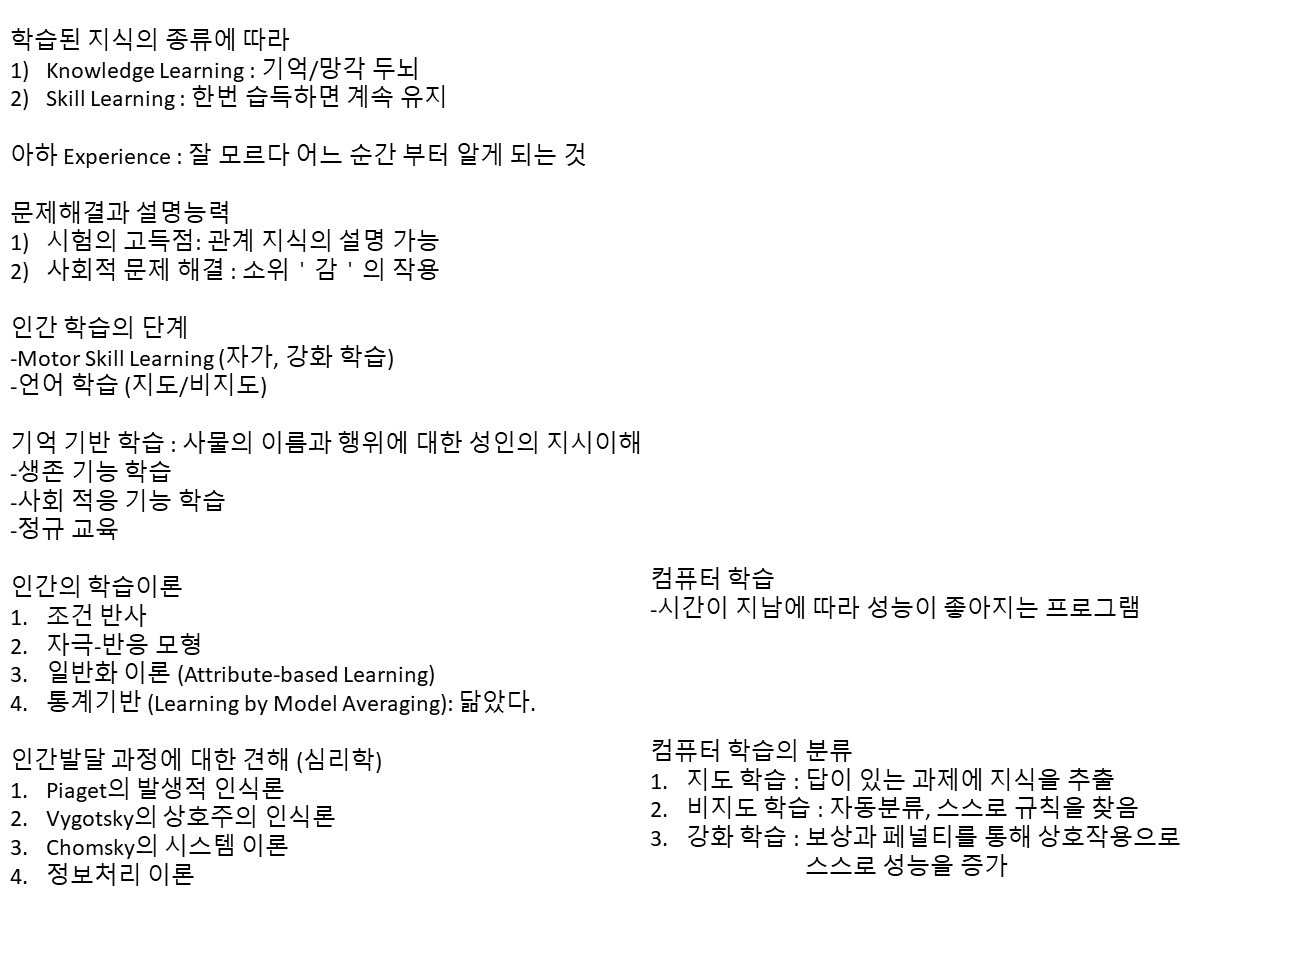 학습된 지식의 종류에 따라
1) Knowledge Learning : 기억/망각 두뇌
2) Skill Learning : 한번 습득하면 계속 유지
아하 Experience : 잘 모르다 어느 순간 부터 알게 되는 것
문제해결과 설명능력
1) 시험의 고득점: 관계 지식의 설명 가능
2) 사회적 문제 해결 : 소위 ' 감 ' 의 작용
인간 학습의 단계
-Motor Skill Learning (자가, 강화 학습)
-언어 학습 (지도/비지도)
기억 기반 학습 : 사물의 이름과 행위에 대한 성인의 지시이해
-생존 기능 학습
-사회 적응 기능 학습
-정규 교육
인간의 학습이론
1. 조건 반사
2. 자극-반응 모형
3. 일반화 이론 (Attribute-based Learning)
4. 통계기반 (Learning by Model Averaging): 닮았다.
인간발달 과정에 대한 견해 (심리학)
1. Piaget의 발생적 인식론
2. Vygotsky의 상호주의 인식론
3. Chomsky의 시스템 이론
4. 정보처리 이론
컴퓨터 학습
-시간이 지남에 따라 성능이 좋아지는 프로그램
컴퓨터 학습의 분류
1. 지도 학습 : 답이 있는 과제에 지식을 추출
2. 비지도 학습 : 자동분류, 스스로 규칙을 찾음
3. 강화 학습 : 보상과 페널티를 통해 상호작용으로
스스로 성능을 증가